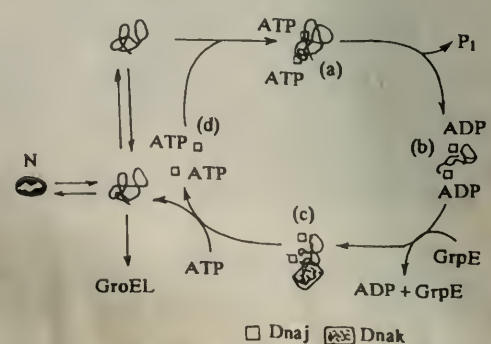 ATP
ATP
(a)
P1
ADP
(b)
ADP
GrpE
ADP + GrpE
(c)
ATP
(d)
ATP
ATP
N
GroEL
Dnaj Dnak